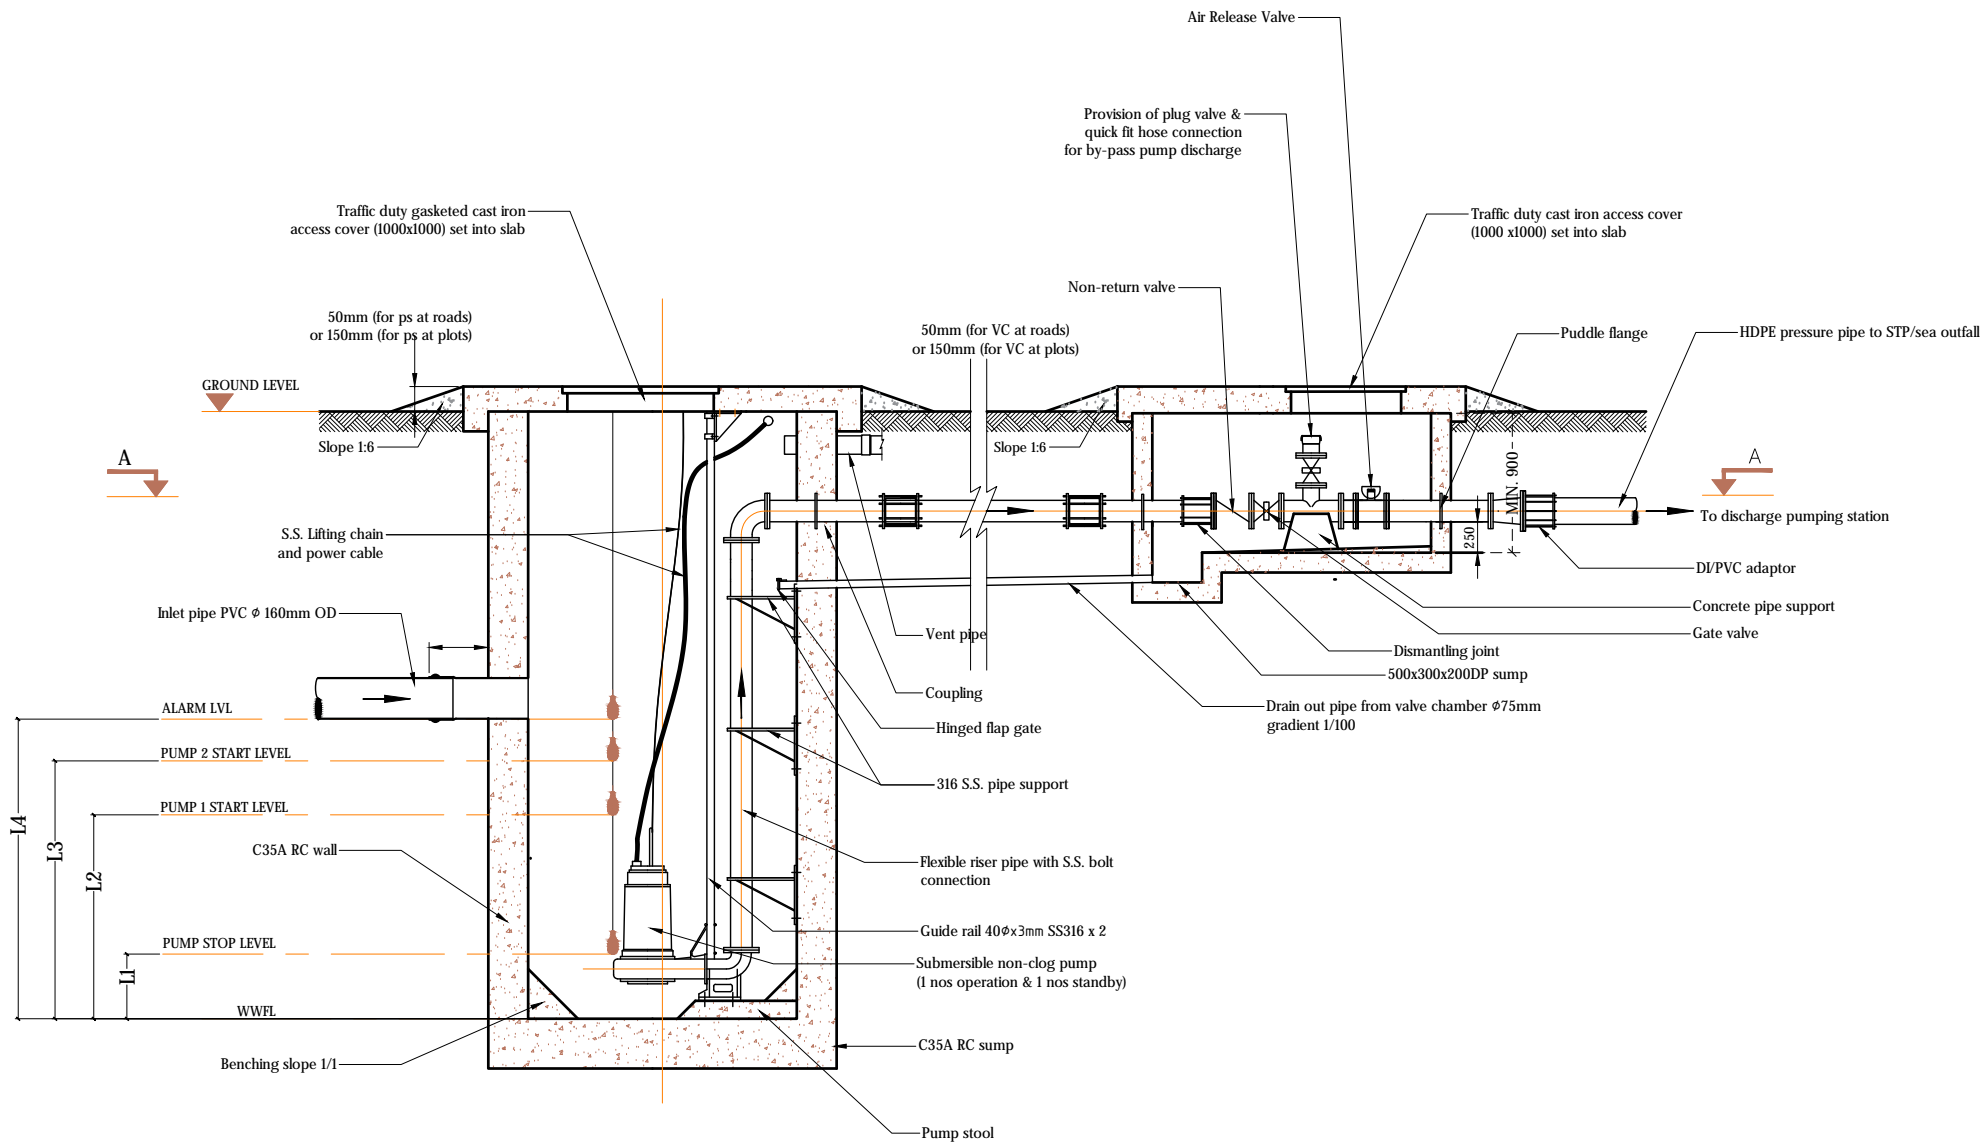 Air Release Valve
Provision of plug valve &
quick fit hose connection
for by-pass pump discharge
Traffic duty gasketed cast iron
access cover (1000x1000) set into slab
Traffic duty cast iron access cover
(1000 x1000) set into slab
Non-return valve
50mm (for ps at roads)
or 150mm (for ps at plots)
50mm (for VC at roads)
or 150mm (for VC at plots)
Puddle flange
HDPE pressure pipe to STP/sea outfall
GROUND LEVEL
Slope 1:6
Slope 1:6
A
A
MIN. 900
250
To discharge pumping station
S.S. Lifting chain
and power cable
DI/PVC adaptor
Inlet pipe PVC ϕ 160mm OD
Concrete pipe support
Vent pipe
Gate valve
Dismantling joint
500x300x200DP sump
Coupling
Drain out pipe from valve chamber ϕ75mm
gradient 1/100
ALARM LVL
Hinged flap gate
PUMP 2 START LEVEL
316 S.S. pipe support
PUMP 1 START LEVEL
L4
L3
L2
L1
C35A RC wall
Flexible riser pipe with S.S. bolt
connection
Guide rail 40ϕx3mm SS316 x 2
PUMP STOP LEVEL
Submersible non-clog pump
(1 nos operation & 1 nos standby)
WWFL
C35A RC sump
Benching slope 1/1
Pump stool